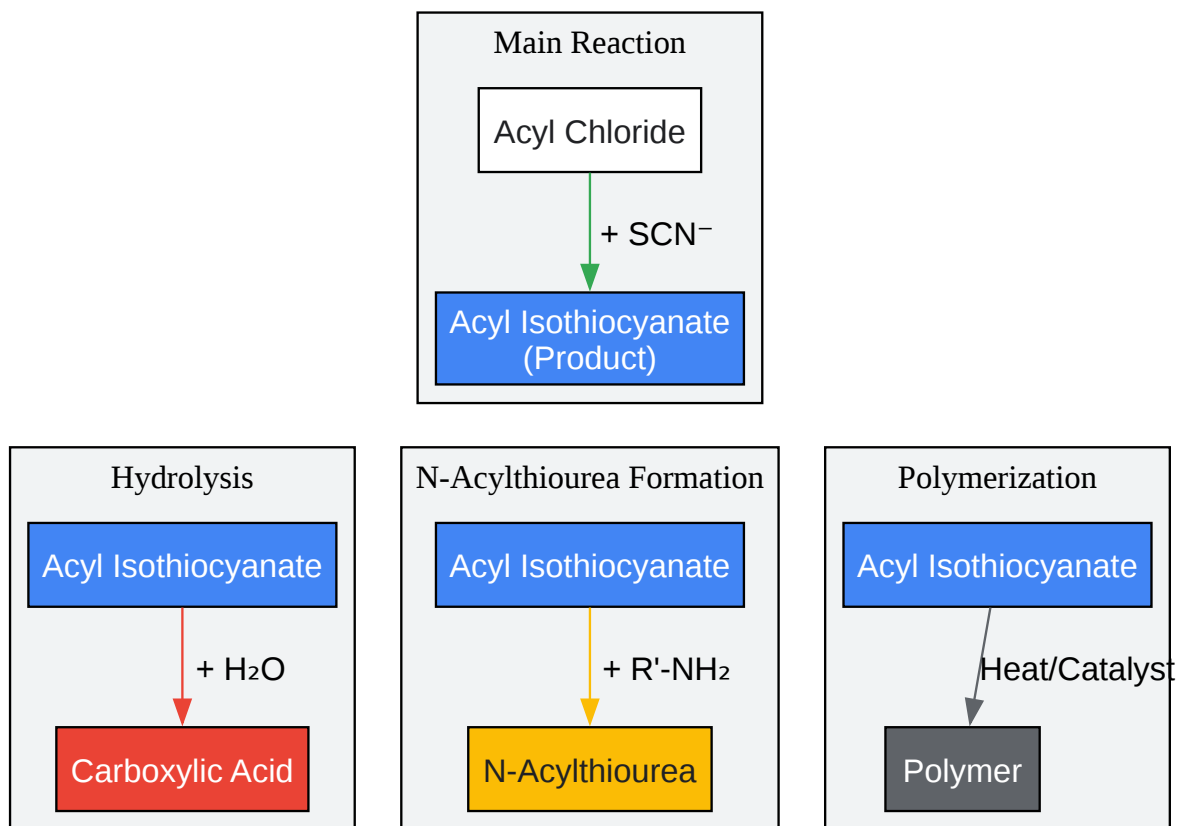 Main Reaction
Acyl Chloride
+ SCN⁻
Acyl Isothiocyanate
(Product)
Hydrolysis
Acyl Isothiocyanate
+ H₂O
Carboxylic Acid
N-Acylthiourea Formation
Acyl Isothiocyanate
+ R'-NH₂
N-Acylthiourea
Polymerization
Acyl Isothiocyanate
Heat/Catalyst
Polymer